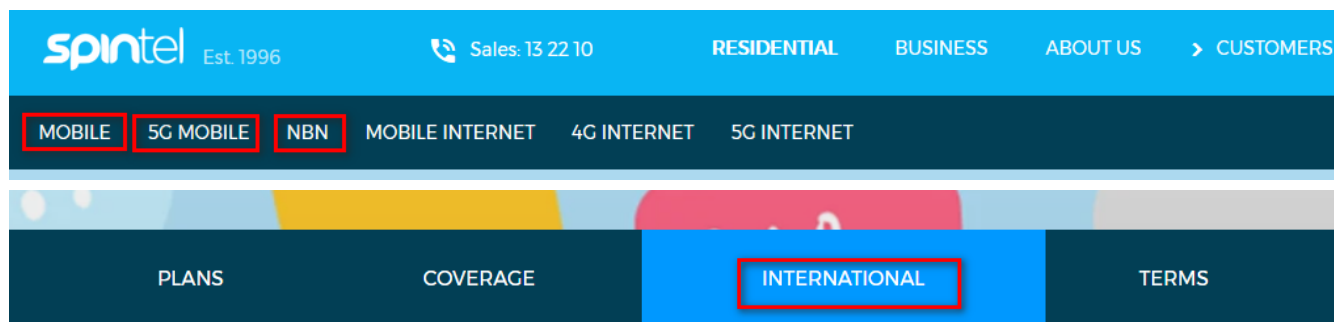 spintel Est. 1996 Sales: 13 22 10 RESIDENTIAL BUSINESS ABOUT US > CUSTOMERS
MOBILE 5G MOBILE NBN MOBILE INTERNET 4G INTERNET 5G INTERNET
PLANS COVERAGE INTERNATIONAL TERMS